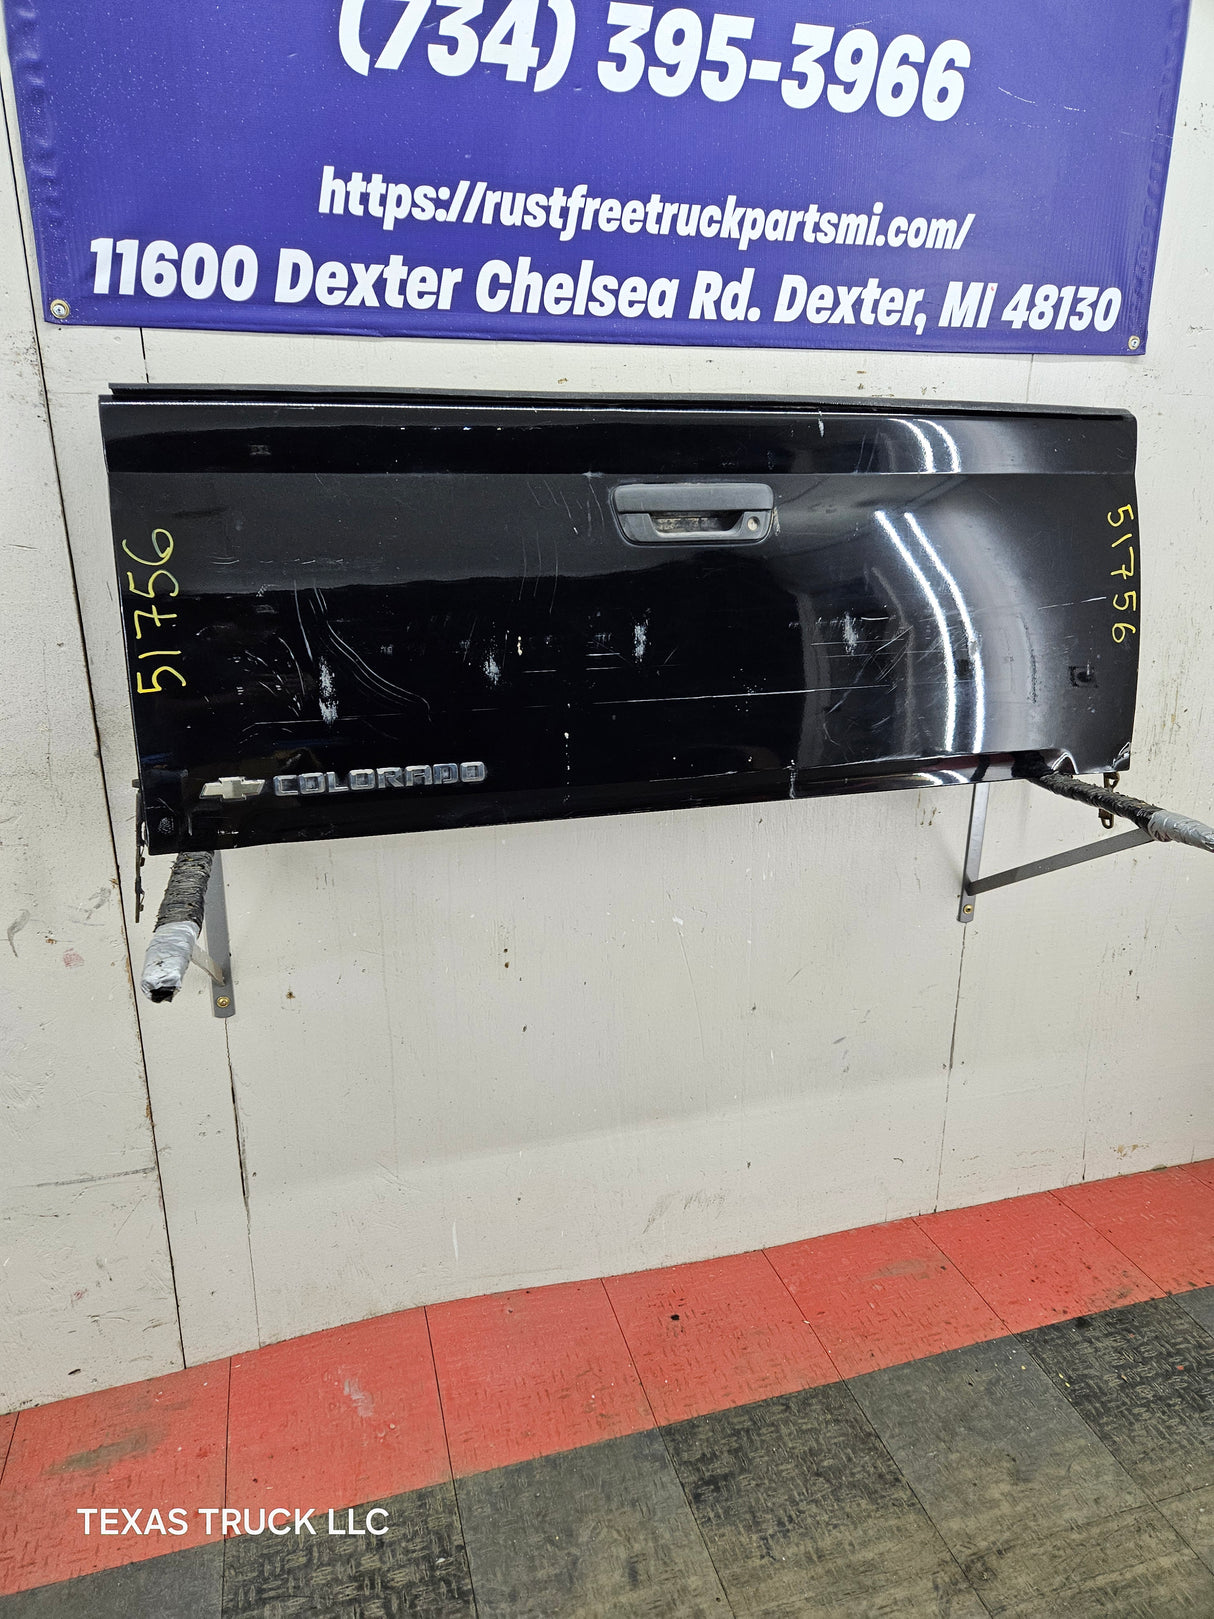 (734) 395-3966
https://rustfreetruckpartsmi.com/
11600 Dexter Chelsea Rd. Dexter, MI 48130
51756
51756
COLORADO
TEXAS TRUCK LLC